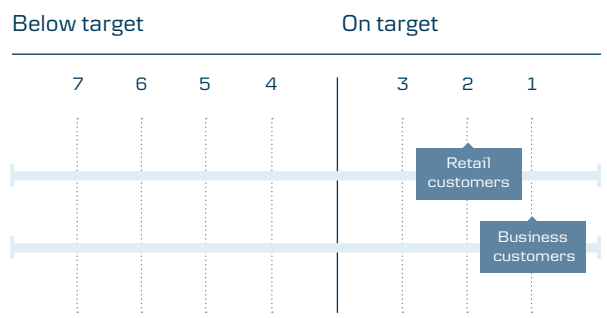 Below target On target
7 6 5 4 3 2 1
Retail
customers
Business
customers